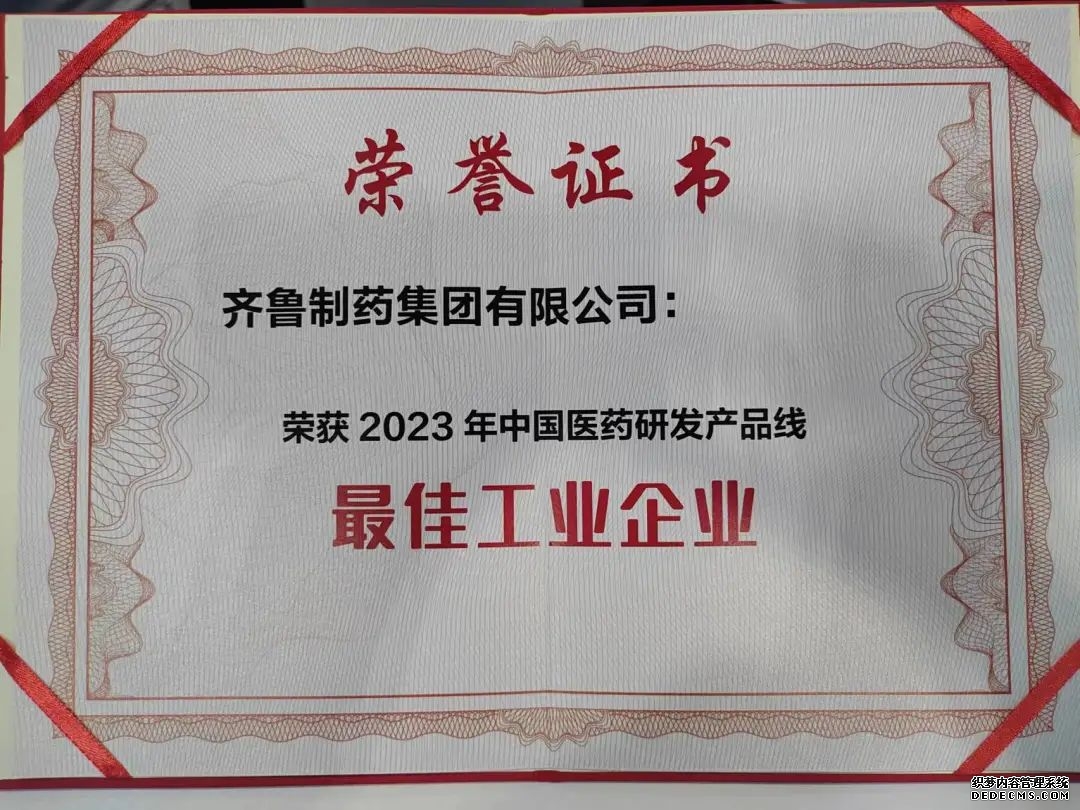 荣誉证书
齐鲁制药集团有限公司：
荣获 2023 年中国医药研发产品线
最佳工业企业
织梦内容管理系统
DEDECMS.COM